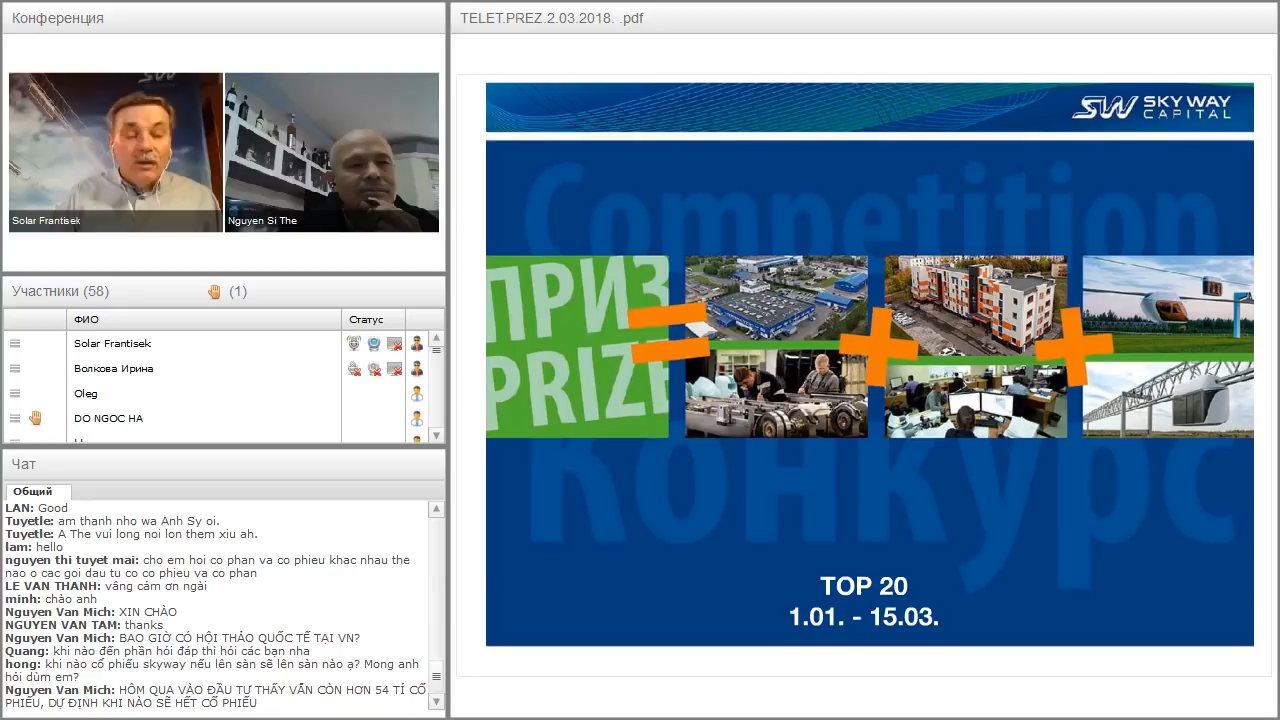 Конференция
Solar Frantisek
Nguyen Si The
Участники (58)
(1)
ФИО
Статус
Solar Frantisek
Волкова Ирина
Oleg
DO NGOC HA
Чат
Общий
LAN: Good
Tuyetle: am thanh nho wa Anh Sy oi.
Tuyetle: A The vui long noi lon them xiu ah.
lam: hello
nguyen thi tuyet mai: cho em hoi co phan va co phieu khac nhau the
nao o cac goi dau tu co co phieu va co phan
LE VAN THANH: vâng cám ơn ngài
minh: chào anh
Nguyen Van Mich: XIN CHÀO
NGUYEN VAN TAM: thanks
Nguyen Van Mich: BAO GIỜ CÓ HỘI THẢO QUỐC TẾ TẠI VN?
Quang: khi nào đến phần hỏi đáp thì hỏi các bạn nha
hong: khi nào cổ phiếu skyway nếu lên sàn sẽ lên sàn nào ạ? Mong anh
hỏi dùm em?
Nguyen Van Mich: HÔM QUA VÀO ĐẦU TƯ THẤY VẪN CÒN HƠN 54 TỈ CỔ
PHIẾU, DỰ ĐỊNH KHI NÀO SẼ HẾT CỔ PHIẾU
TELET.PREZ.2.03.2018. .pdf
SW SKY WAY
CAPITAL
Competition
ПРИЗ
PRIZE
Конкурс
TOP 20
1.01. - 15.03.